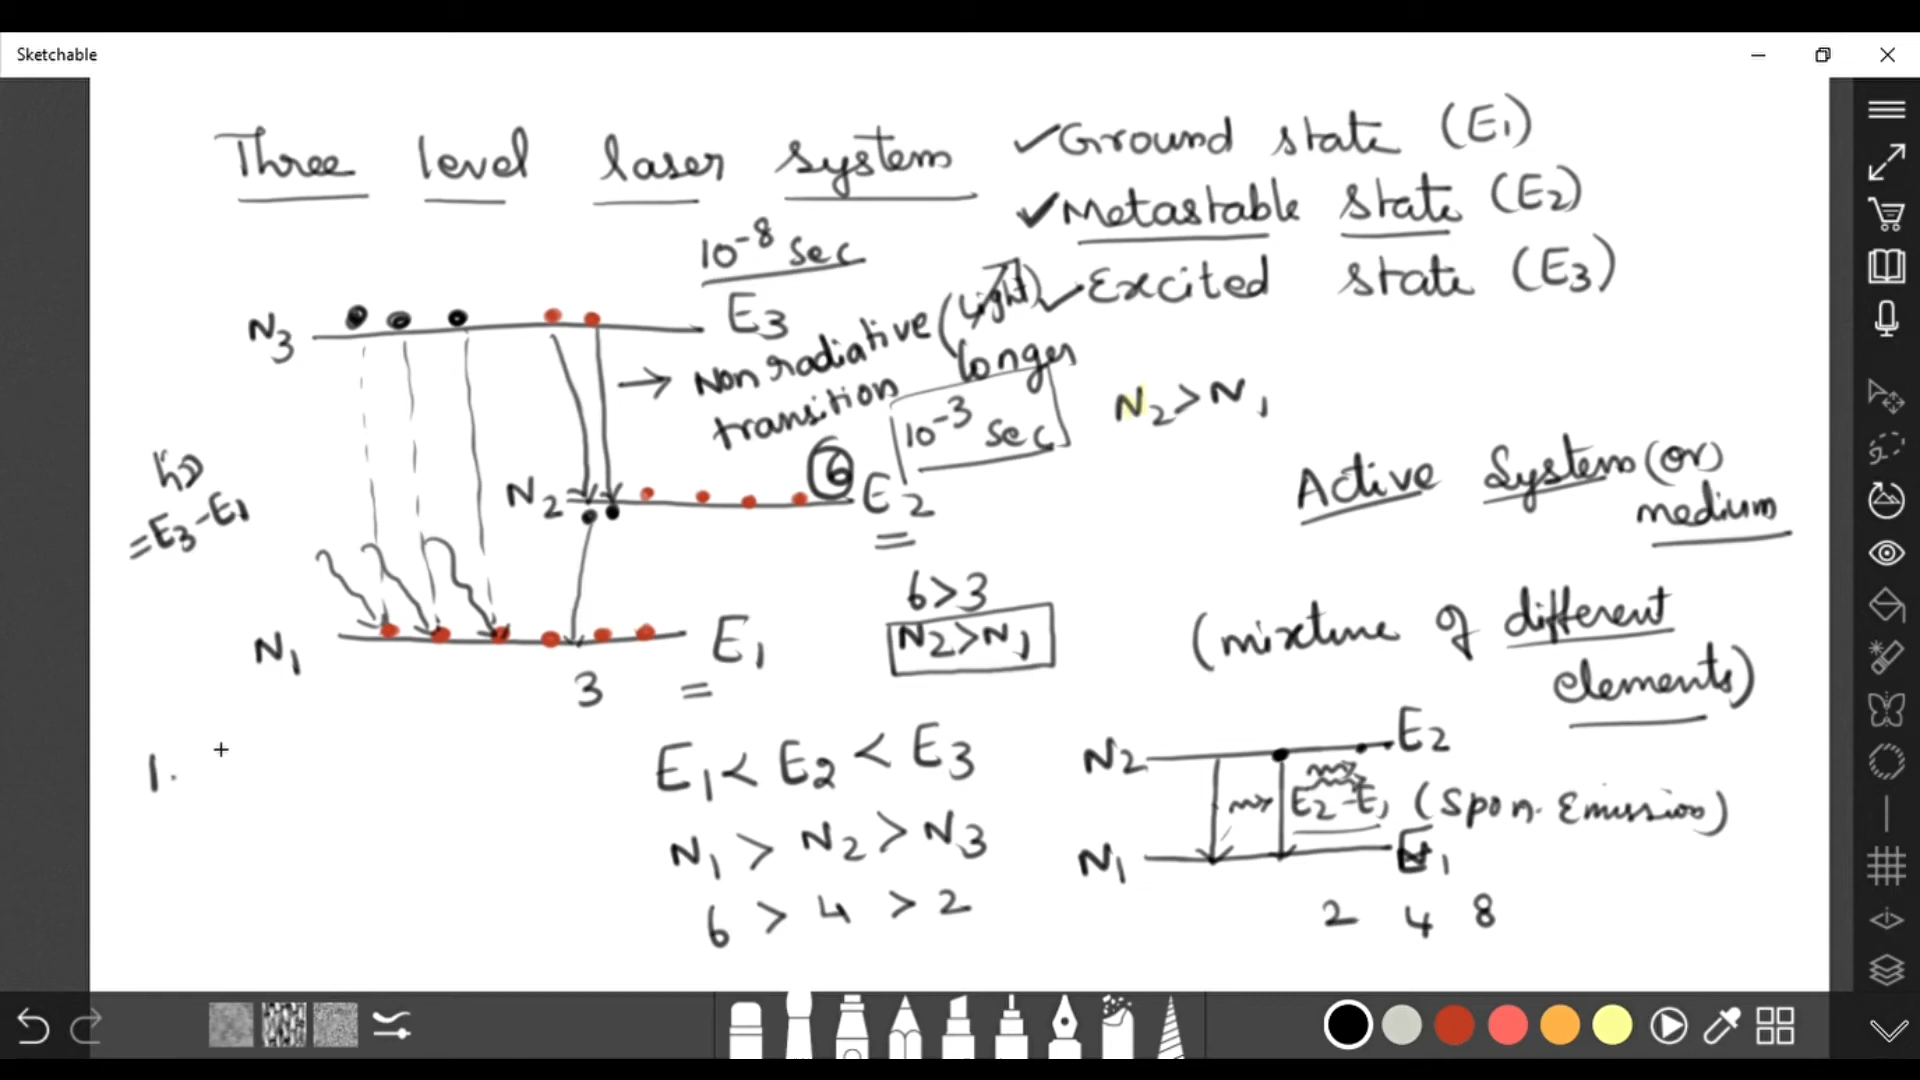 Sketchable
Three level laser system
✓Ground state (E1)
✓Metastable state (E2)
✓Excited state (E3)
10⁻⁸ sec
N3
E3
Non radiative (light)
transition
longer
10⁻³ sec
N2 > N1
hν
= E3 - E1
N2
6
E2
=
Active System (or)
medium
N1
E1
3
=
6 > 3
N2 > N1
(mixture of different
elements)
1.
E1 < E2 < E3
N1 > N2 > N3
6 > 4 > 2
N2
E2
E2 - E1 (Spon. Emission)
N1
E1
2 4 8